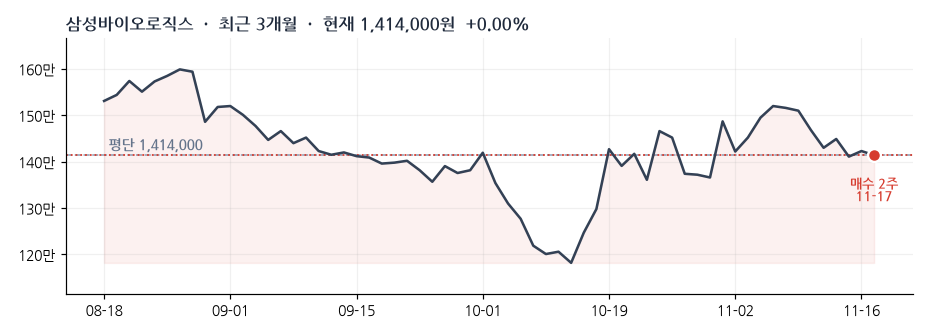 삼성바이오로직스 · 최근 3개월 · 현재 1,414,000원 +0.00%
160만
150만
평단 1,414,000
140만
매수 2주
11-17
130만
120만
08-18 09-01 09-15 10-01 10-19 11-02 11-16